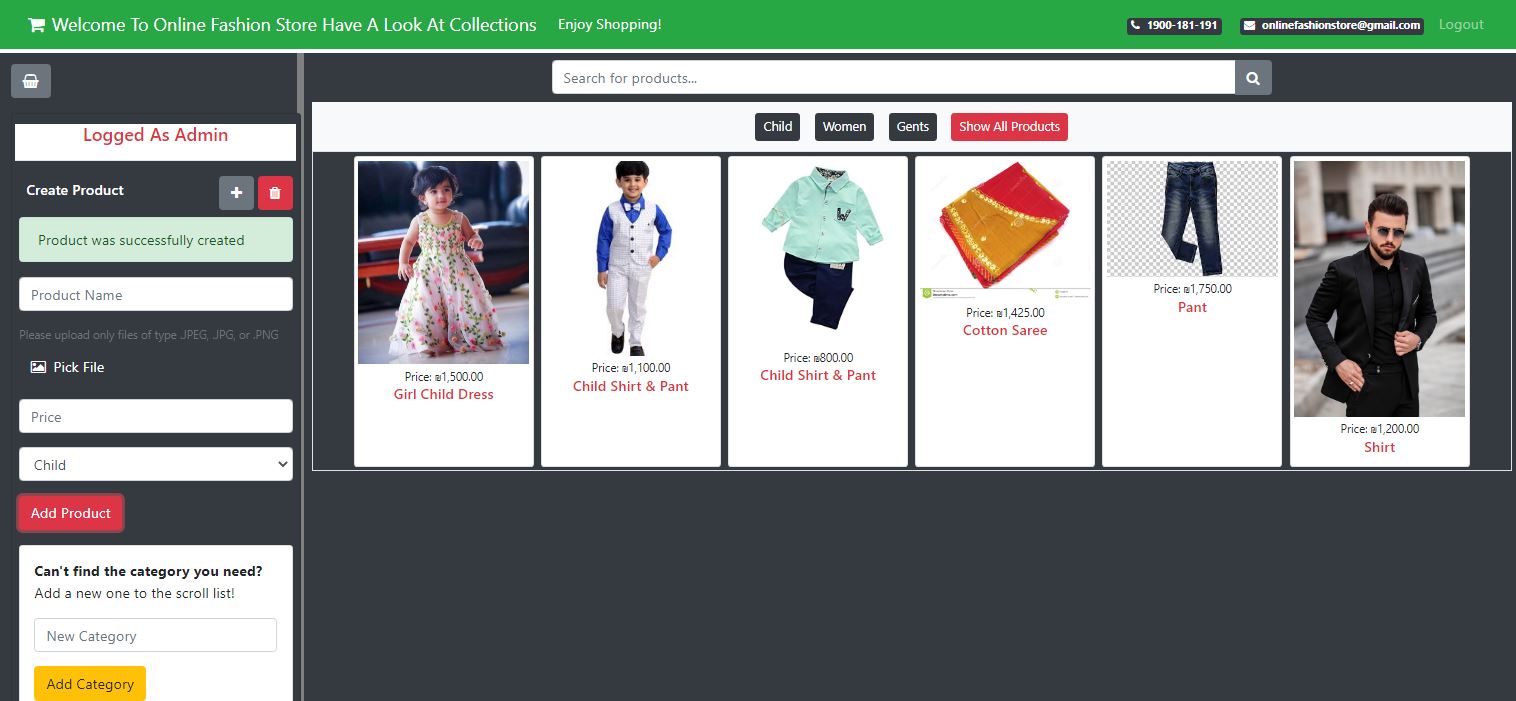 Welcome To Online Fashion Store Have A Look At Collections
Enjoy Shopping!
1900-181-191
onlinefashionstore@gmail.com
Logout
Search for products...
Logged As Admin
Child
Women
Gents
Show All Products
Create Product
Product was successfully created
Product Name
Please upload only files of type .JPEG, .JPG, or .PNG
Pick File
Price
Child
Add Product
Can't find the category you need?
Add a new one to the scroll list!
New Category
Add Category
Price: ₪1,500.00
Girl Child Dress
Price: ₪1,100.00
Child Shirt & Pant
Price: ₪800.00
Child Shirt & Pant
Price: ₪1,425.00
Cotton Saree
Price: ₪1,750.00
Pant
Price: ₪1,200.00
Shirt